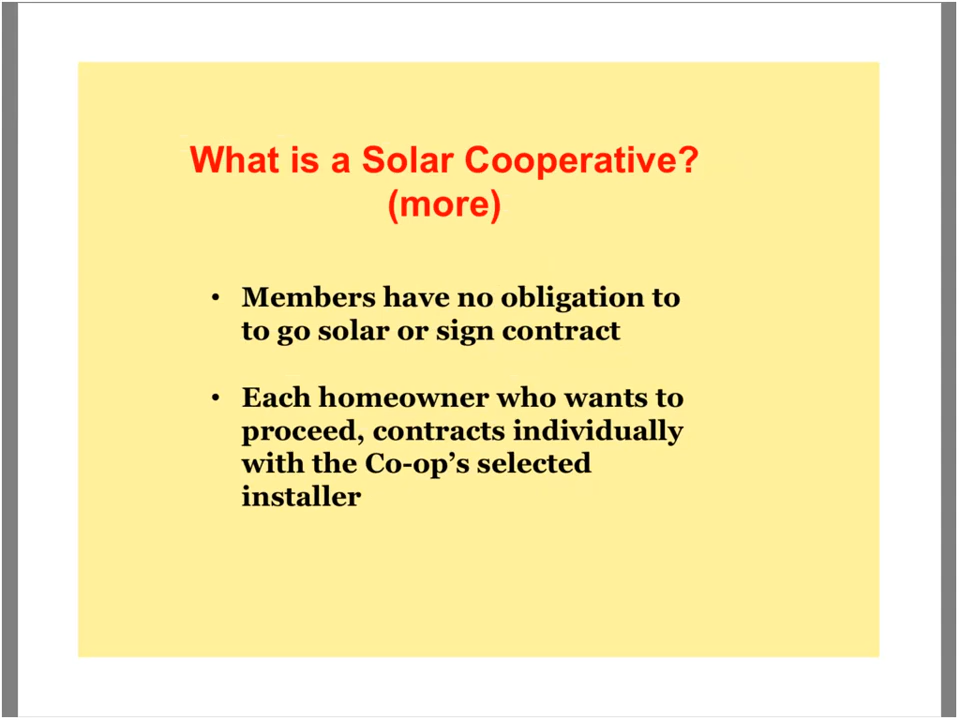 What is a Solar Cooperative?
(more)
• Members have no obligation to
to go solar or sign contract
• Each homeowner who wants to
proceed, contracts individually
with the Co-op’s selected
installer